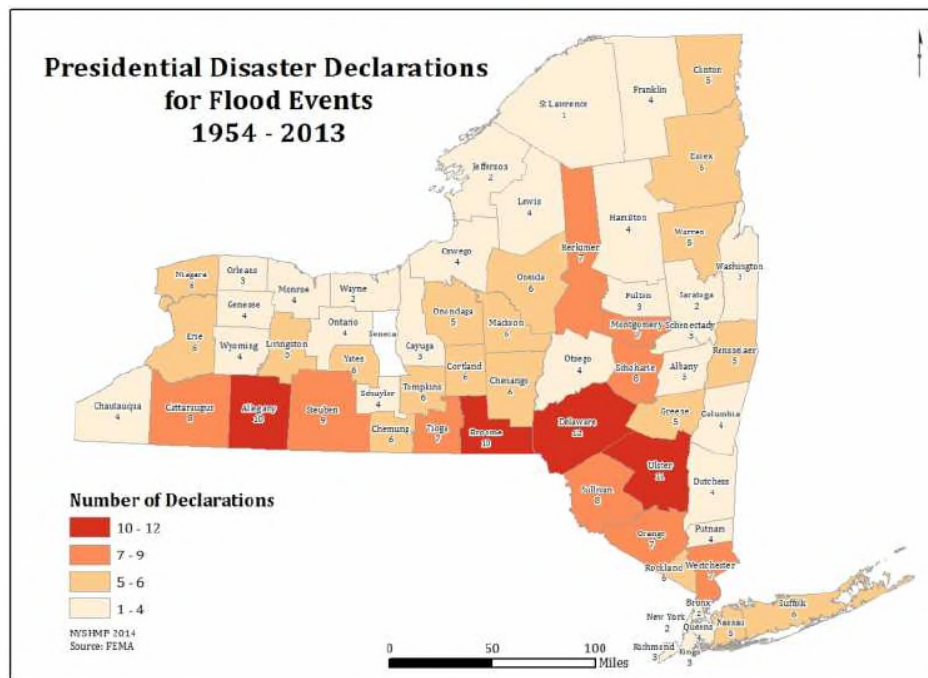 Presidential Disaster Declarations
for Flood Events
1954 - 2013
Clinton
5
Franklin
4
St Lawrence
1
Essex
6
Jefferson
2
Lewis
4
Hamilton
4
Herkimer
7
Warren
5
Washington
3
Oswego
4
Oneida
6
Niagara
Orleans
3
Monroe
4
Wayne
2
Fulton
3
Saratoga
2
Genesee
4
Onondaga
5
Madison
6
Montgomery
Schenectady
Ontario
4
Seneca
Cayuga
3
Erie
6
Wyoming
4
Livingston
Yates
6
Cortland
6
Otsego
4
Schoharie
Albany
Rensselaer
5
Schuyler
4
Tompkins
6
Chenango
6
Chautauqua
4
Cattaraugus
8
Allegany
10
Steuben
9
Chemung
6
Tioga
7
Broome
Delaware
12
Greene
5
Columbia
4
Ulster
11
Dutchess
4
Sullivan
8
Orange
7
Putnam
4
Rockland
6
Westchester
7
Bronx
New York
2
Queens
Nassau
5
Suffolk
6
Richmond
3
Kings
3
Number of Declarations
10 - 12
7 - 9
5 - 6
1 - 4
NYSHMP 2014
Source: FEMA
0 50 100
Miles